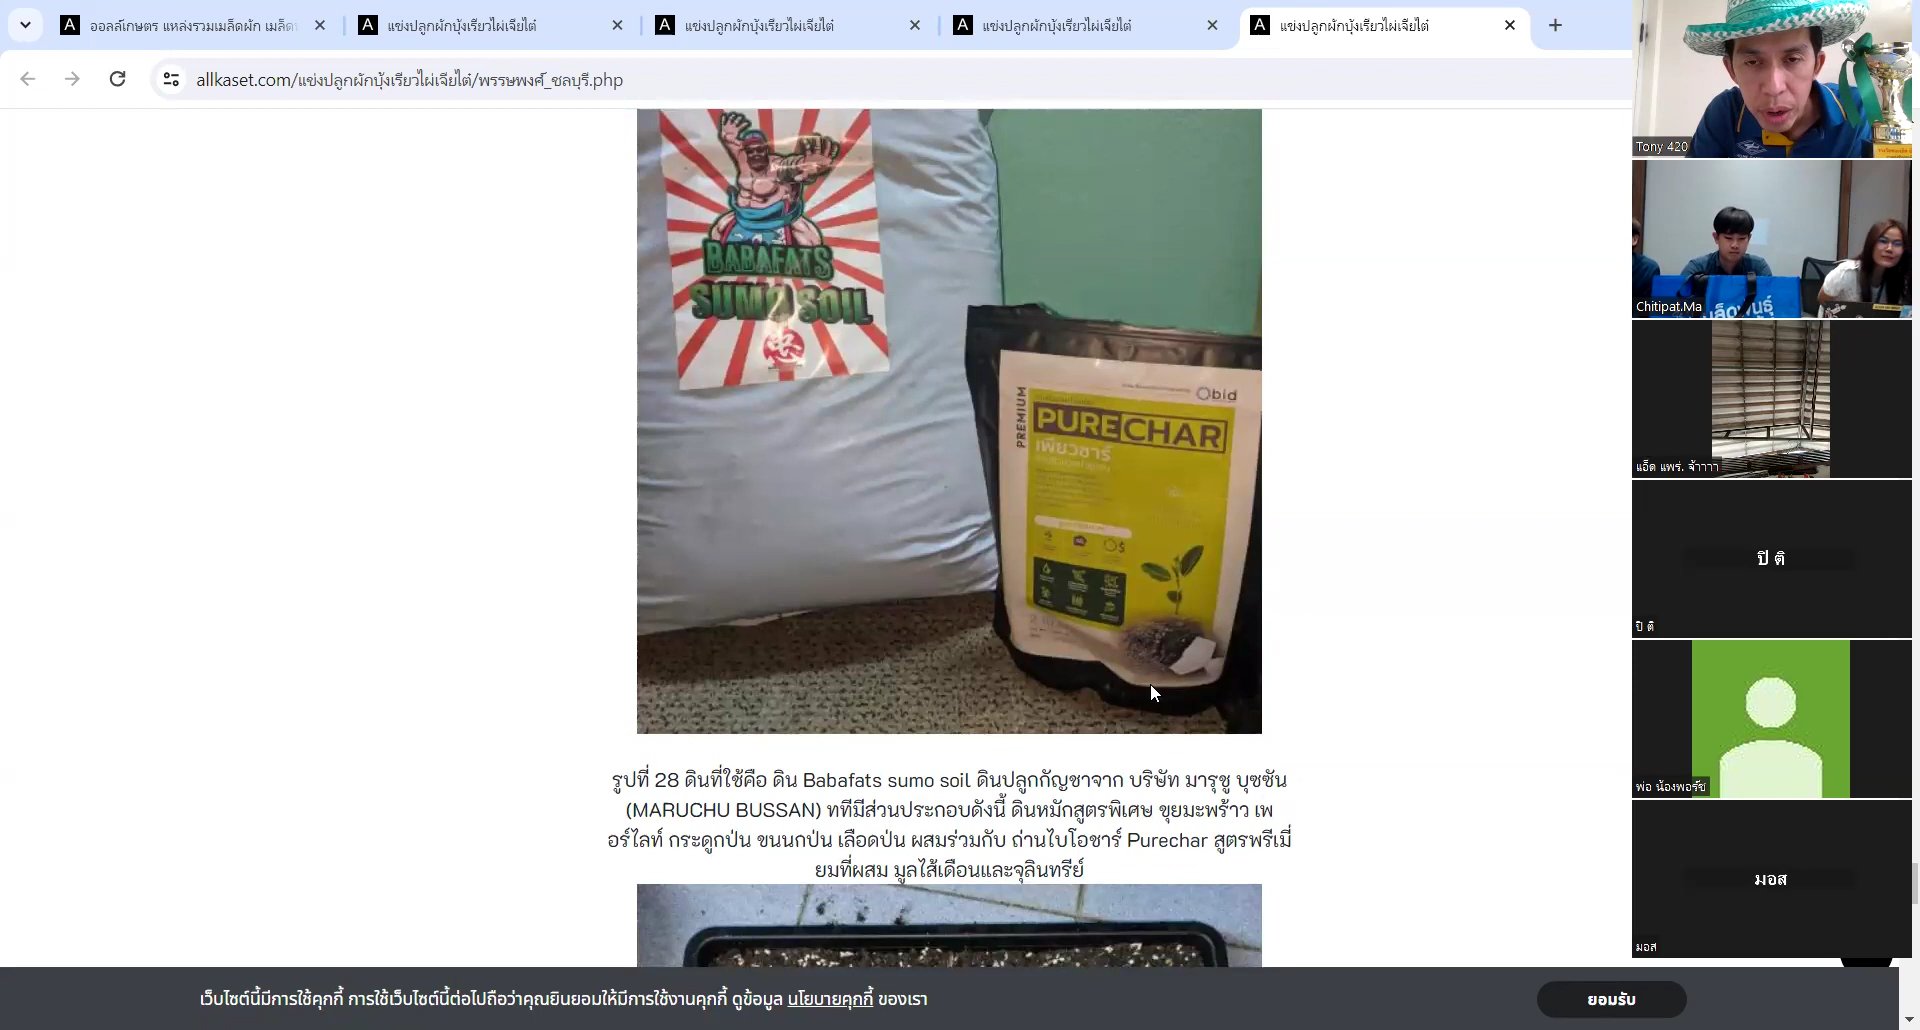 ออลล์เกษตร แหล่งรวมเมล็ดผัก เมล็ด
แข่งปลูกผักบุ้งเรียวไผ่เจียไต๋
แข่งปลูกผักบุ้งเรียวไผ่เจียไต๋
แข่งปลูกผักบุ้งเรียวไผ่เจียไต๋
แข่งปลูกผักบุ้งเรียวไผ่เจียไต๋
allkaset.com/แข่งปลูกผักบุ้งเรียวไผ่เจียไต๋/พรรษพงศ์_ชลบุรี.php
BABAFATS
SUMO SOIL
bid
PREMIUM
PURECHAR
เพียวชาร์
รูปที่ 28 ดินที่ใช้คือ ดิน Babafats sumo soil ดินปลูกกัญชาจาก บริษัท มารุชู บุซซัน
(MARUCHU BUSSAN) ททีมีส่วนประกอบดังนี้ ดินหมักสูตรพิเศษ ขุยมะพร้าว เพ
อร์ไลท์ กระดูกป่น ขนนกป่น เลือดป่น ผสมร่วมกับ ถ่านไบโอชาร์ Purechar สูตรพรีเมี่
ยมที่ผสม มูลไส้เดือนและจุลินทรีย์
เว็บไซต์นี้มีการใช้คุกกี้ การใช้เว็บไซต์นี้ต่อไปถือว่าคุณยินยอมให้มีการใช้งานคุกกี้ ดูข้อมูล นโยบายคุกกี้ ของเรา
ยอมรับ
Tony 420
Chitipat.Ma
แอ็ด แพร่. จ้าาาา
ปิ ติ
ปิ ติ
พ่อ น้องพอร์ช
มอส
มอส